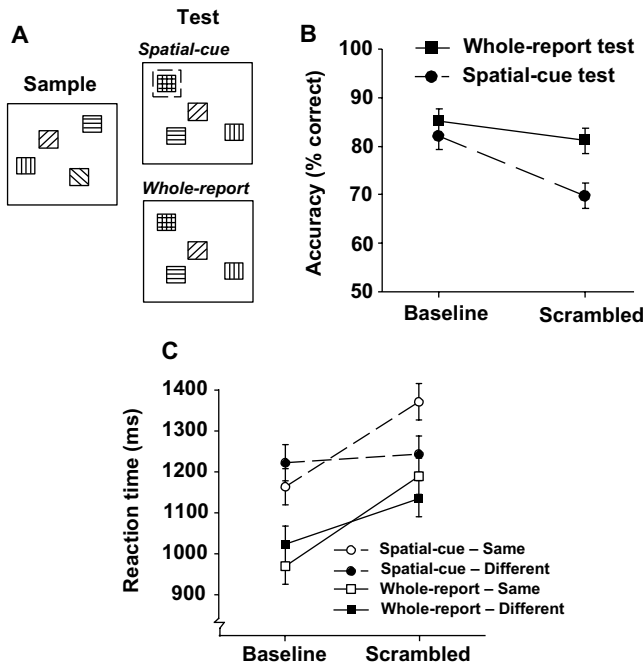 A
Test
Spatial-cue
Sample
Whole-report
B
100
90
80
70
60
50
Accuracy (% correct)
Whole-report test
Spatial-cue test
Baseline
Scrambled
C
1400
1300
1200
1100
1000
900
Reaction time (ms)
Spatial-cue – Same
Spatial-cue – Different
Whole-report – Same
Whole-report – Different
Baseline
Scrambled